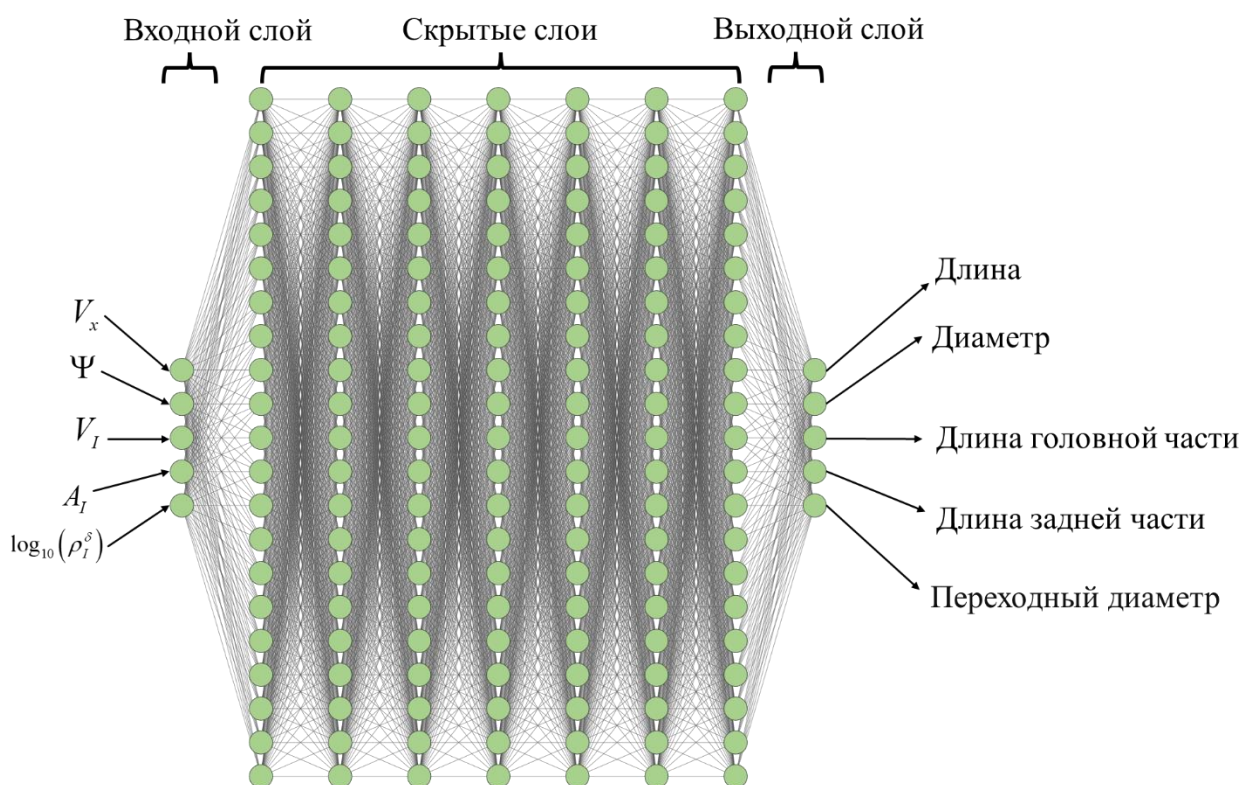 Входной слой
Скрытые слои
Выходной слой
V_x
Ψ
V_I
A_I
log₁₀(ρ_I^δ)
Длина
Диаметр
Длина головной части
Длина задней части
Переходный диаметр